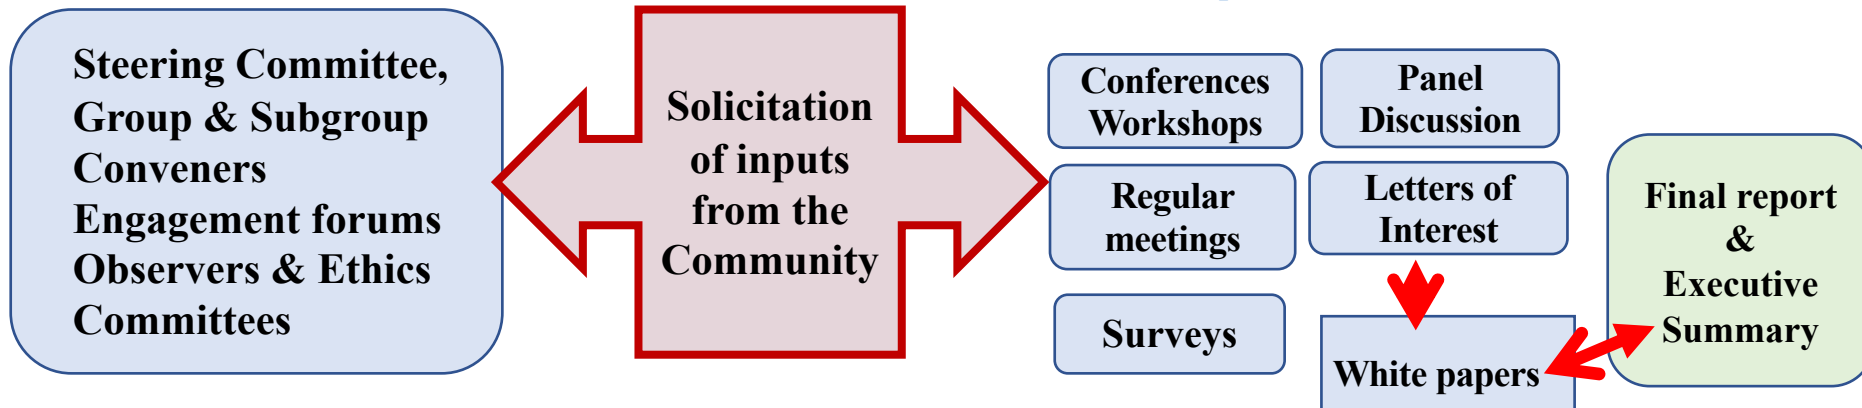 Steering Committee,
Group & Subgroup
Conveners
Engagement forums
Observers & Ethics
Committees
Solicitation
of inputs
from the
Community
Conferences
Workshops
Panel
Discussion
Regular
meetings
Letters of
Interest
Surveys
White papers
Final report
&
Executive
Summary